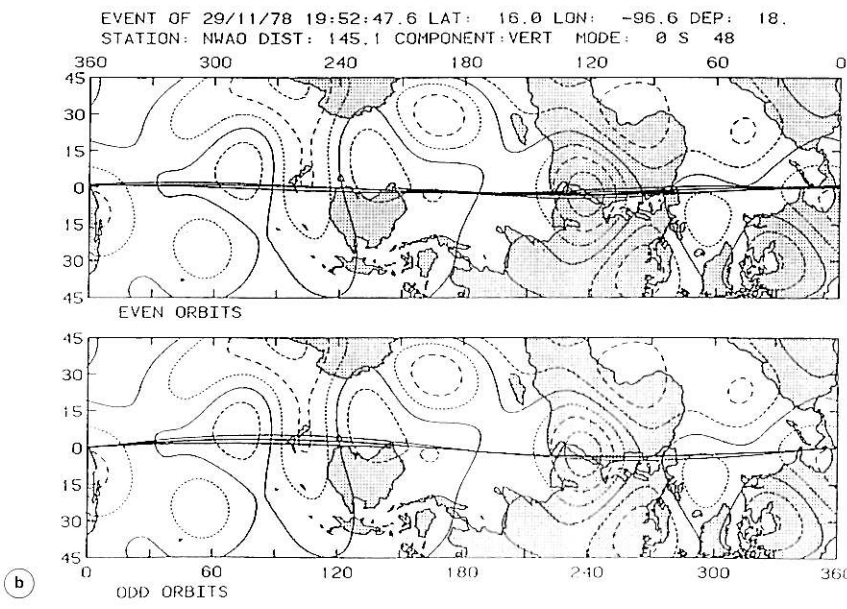 EVENT OF 29/11/78 19:52:47.6 LAT: 16.0 LON: -96.6 DEP: 18.
STATION: NWAO DIST: 145.1 COMPONENT:VERT MODE: 0 S 48
360 300 240 180 120 60 0
45
30
15
0
15
30
45
EVEN ORBITS
45
30
15
0
15
30
45
0 60 120 180 240 300 360
ODD ORBITS
b